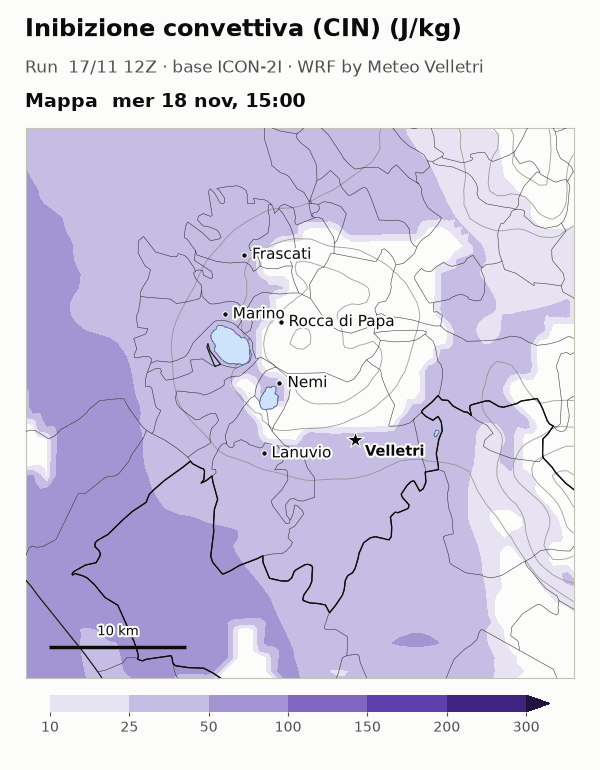 Inibizione convettiva (CIN) (J/kg)
Run  17/11 12Z · base ICON-2I · WRF by Meteo Velletri
Mappa  mer 18 nov, 15:00
Frascati
Marino
Rocca di Papa
Nemi
Velletri
Lanuvio
10 km
10 25 50 100 150 200 300